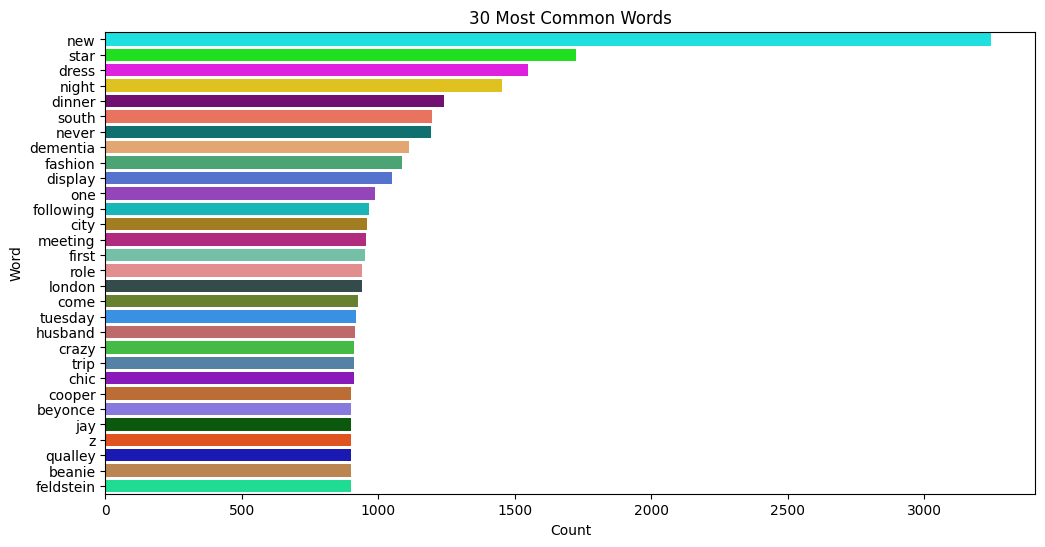 30 Most Common Words
Word
new
star
dress
night
dinner
south
never
dementia
fashion
display
one
following
city
meeting
first
role
london
come
tuesday
husband
crazy
trip
chic
cooper
beyonce
jay
z
qualley
beanie
feldstein
0 500 1000 1500 2000 2500 3000
Count